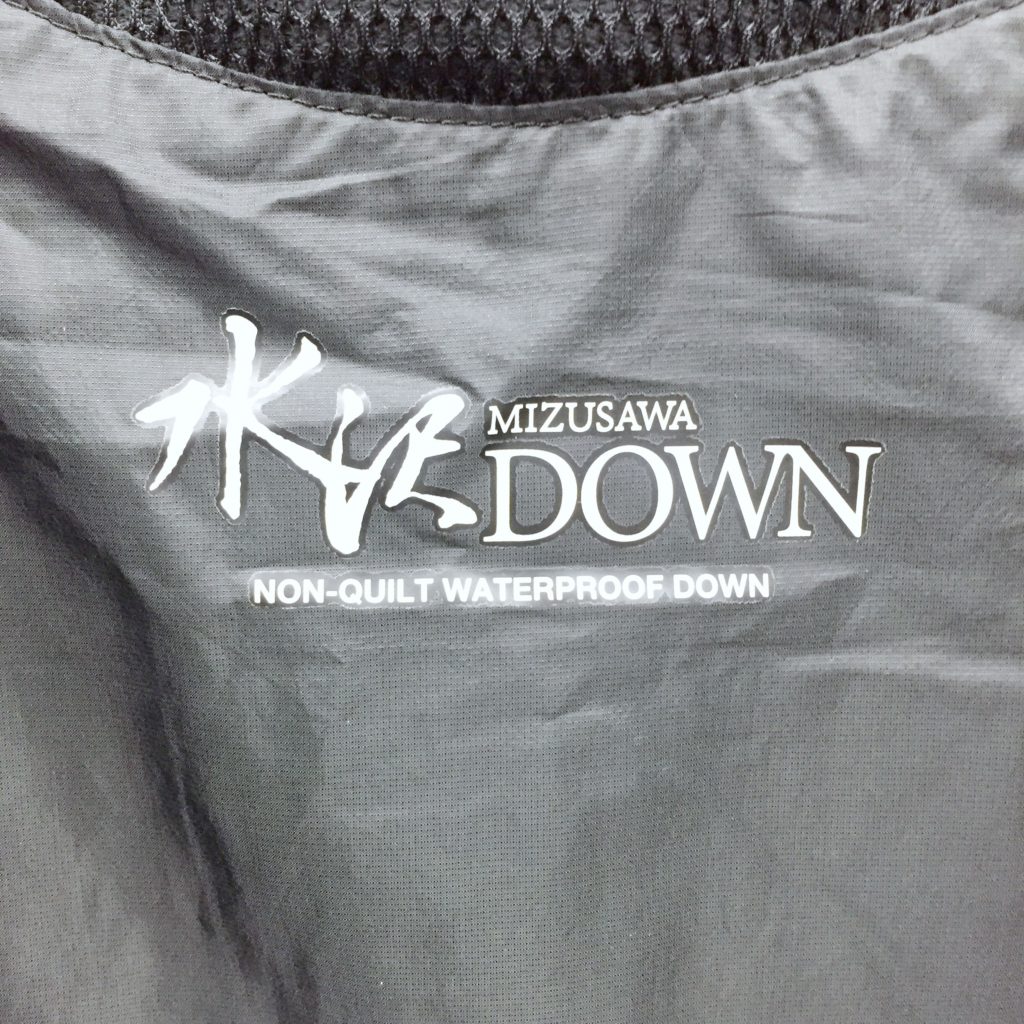 水沢 MIZUSAWA
DOWN
NON-QUILT WATERPROOF DOWN